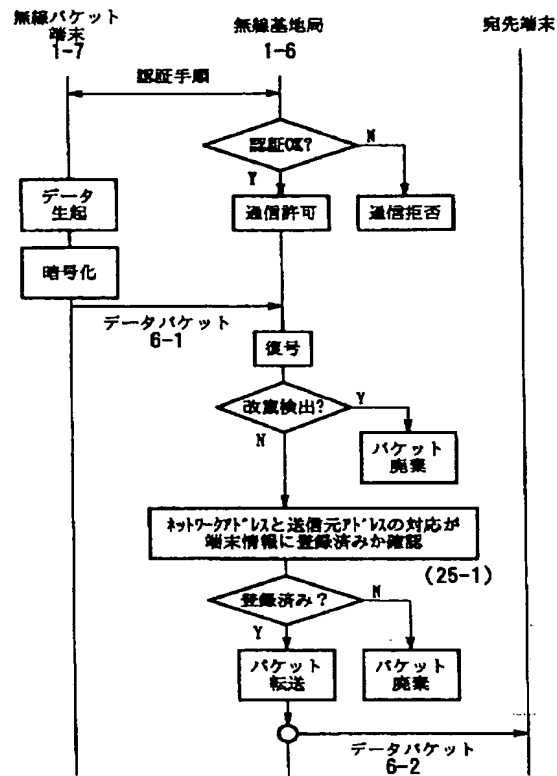 無線パケット
端末
1-7
無線基地局
1-6
宛先端末
認証手順
認証OK?
N
Y
データ
生起
通信許可
通信拒否
暗号化
データパケット
6-1
復号
改竄検出?
Y
N
パケット
廃棄
ネットワークアドレスと送信元アドレスの対応が
端末情報に登録済みか確認
(25-1)
登録済み?
N
Y
パケット
転送
パケット
廃棄
データパケット
6-2